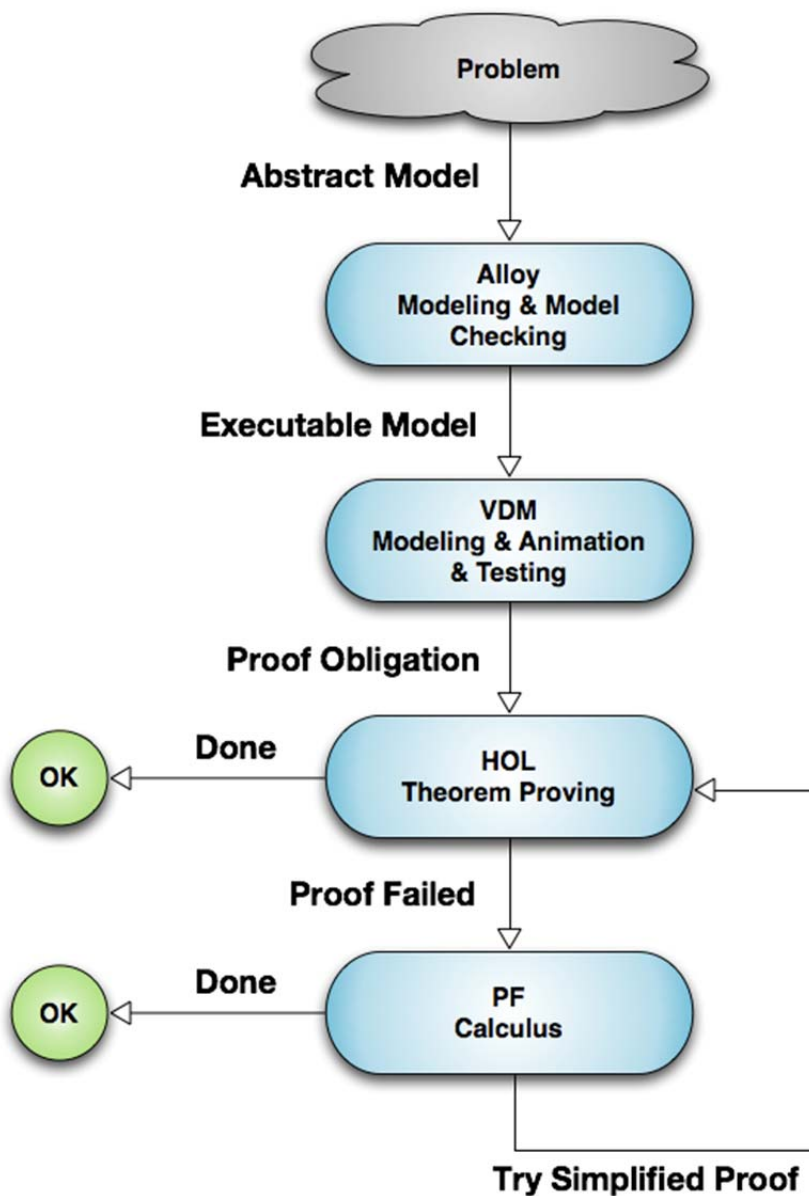 Problem
Abstract Model
Alloy
Modeling & Model
Checking
Executable Model
VDM
Modeling & Animation
& Testing
Proof Obligation
OK
Done
HOL
Theorem Proving
Proof Failed
OK
Done
PF
Calculus
Try Simplified Proof